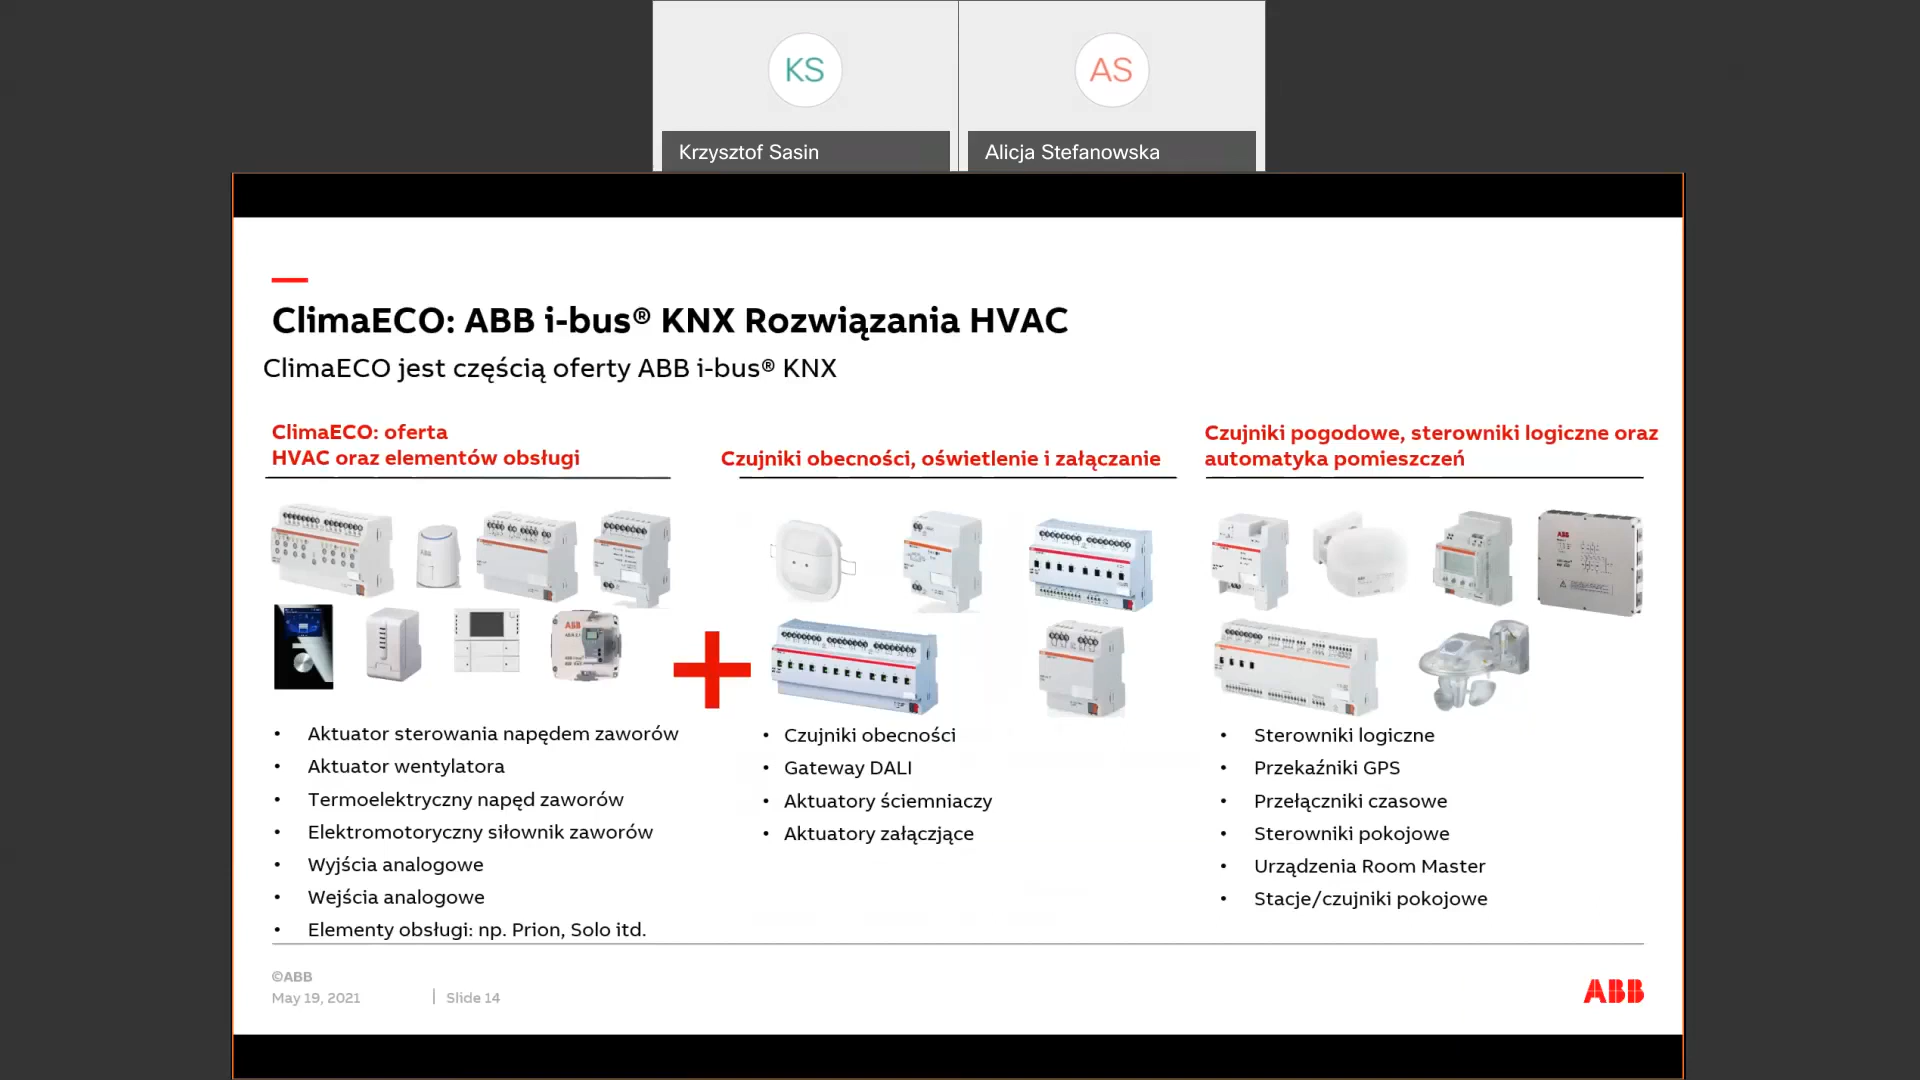 KS
AS
Krzysztof Sasin
Alicja Stefanowska
ClimaECO: ABB i-bus® KNX Rozwiązania HVAC
ClimaECO jest częścią oferty ABB i-bus® KNX
ClimaECO: oferta
HVAC oraz elementów obsługi
Czujniki obecności, oświetlenie i załączanie
Czujniki pogodowe, sterowniki logiczne oraz
automatyka pomieszczeń
• Aktuator sterowania napędem zaworów
• Aktuator wentylatora
• Termoelektryczny napęd zaworów
• Elektromotoryczny siłownik zaworów
• Wyjścia analogowe
• Wejścia analogowe
• Elementy obsługi: np. Prion, Solo itd.
• Czujniki obecności
• Gateway DALI
• Aktuatory ściemniaczy
• Aktuatory załączjące
• Sterowniki logiczne
• Przekaźniki GPS
• Przełączniki czasowe
• Sterowniki pokojowe
• Urządzenia Room Master
• Stacje/czujniki pokojowe
©ABB
May 19, 2021 | Slide 14
ABB